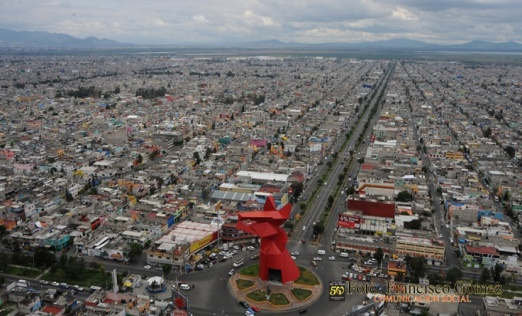 Foto: Francisco Gómez
COMUNICACIÓN SOCIAL